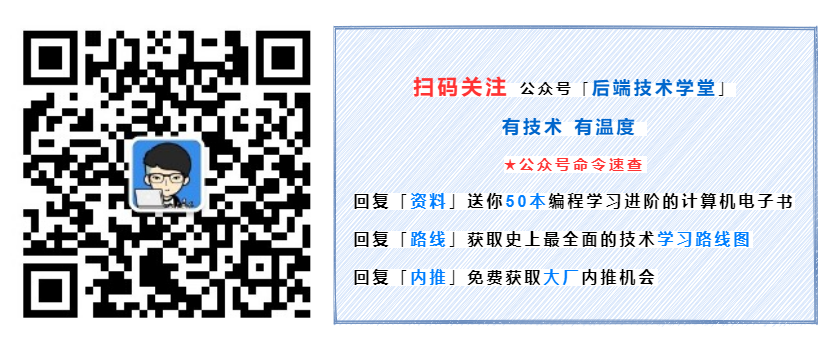 扫码关注 公众号「后端技术学堂」
有技术 有温度
★公众号命令速查
回复「资料」送你50本编程学习进阶的计算机电子书
回复「路线」获取史上最全面的技术学习路线图
回复「内推」免费获取大厂内推机会